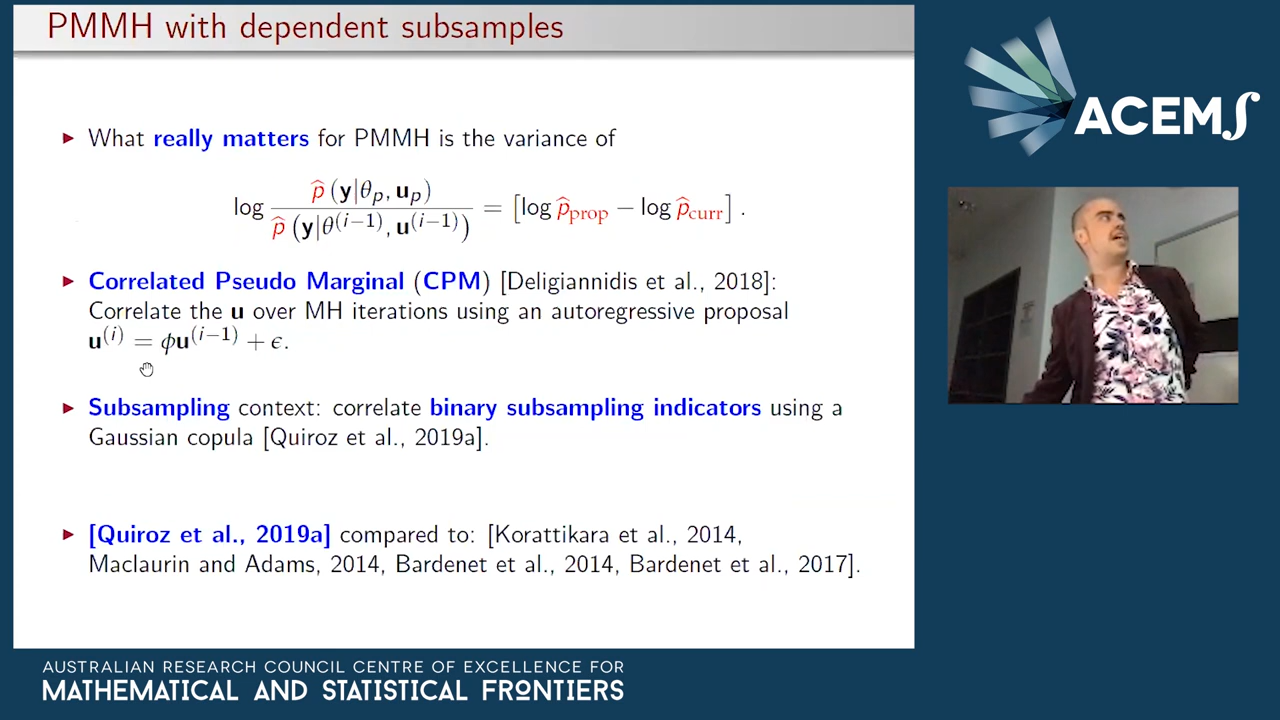 PMMH with dependent subsamples
ACEMS
▶ What really matters for PMMH is the variance of
log p̂(y|θ_p, u_p) / p̂(y|θ^(i−1), u^(i−1)) = [log p̂_prop − log p̂_curr] .
▶ Correlated Pseudo Marginal (CPM) [Deligiannidis et al., 2018]:
Correlate the u over MH iterations using an autoregressive proposal
u^(i) = ϕu^(i−1) + ϵ.
▶ Subsampling context: correlate binary subsampling indicators using a
Gaussian copula [Quiroz et al., 2019a].
▶ [Quiroz et al., 2019a] compared to: [Korattikara et al., 2014,
Maclaurin and Adams, 2014, Bardenet et al., 2014, Bardenet et al., 2017].
AUSTRALIAN RESEARCH COUNCIL CENTRE OF EXCELLENCE FOR
MATHEMATICAL AND STATISTICAL FRONTIERS